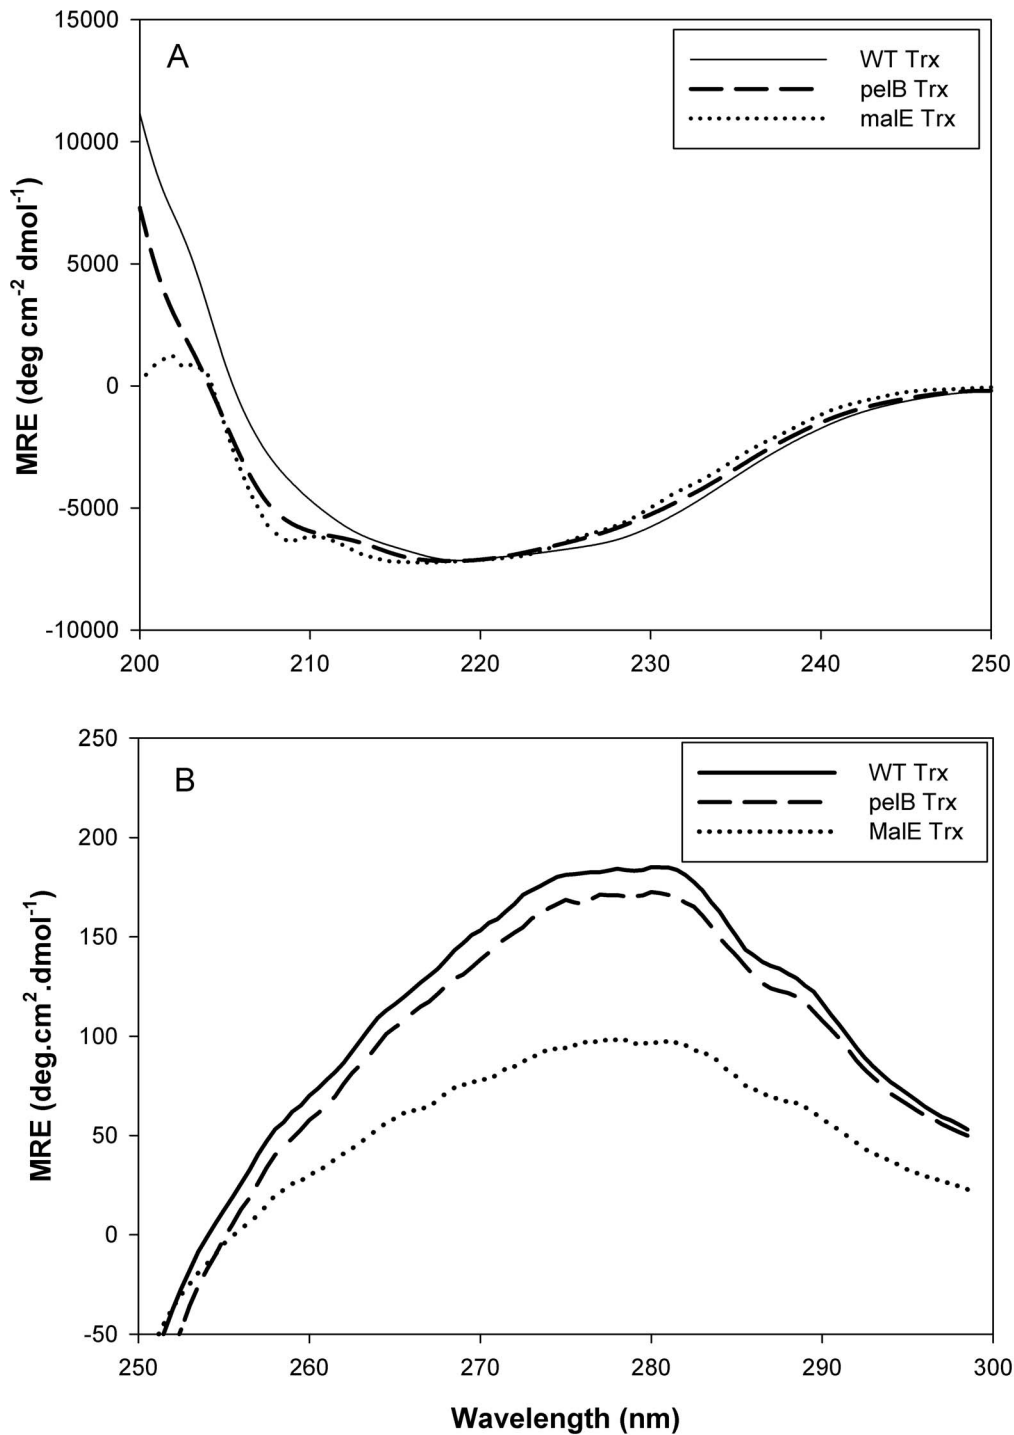 15000
A
WT Trx
pelB Trx
malE Trx
10000
5000
0
-5000
-10000
MRE (deg cm⁻² dmol⁻¹)
200 210 220 230 240 250
250
B
WT Trx
pelB Trx
MalE Trx
200
150
100
50
0
-50
MRE (deg.cm².dmol⁻¹)
250 260 270 280 290 300
Wavelength (nm)